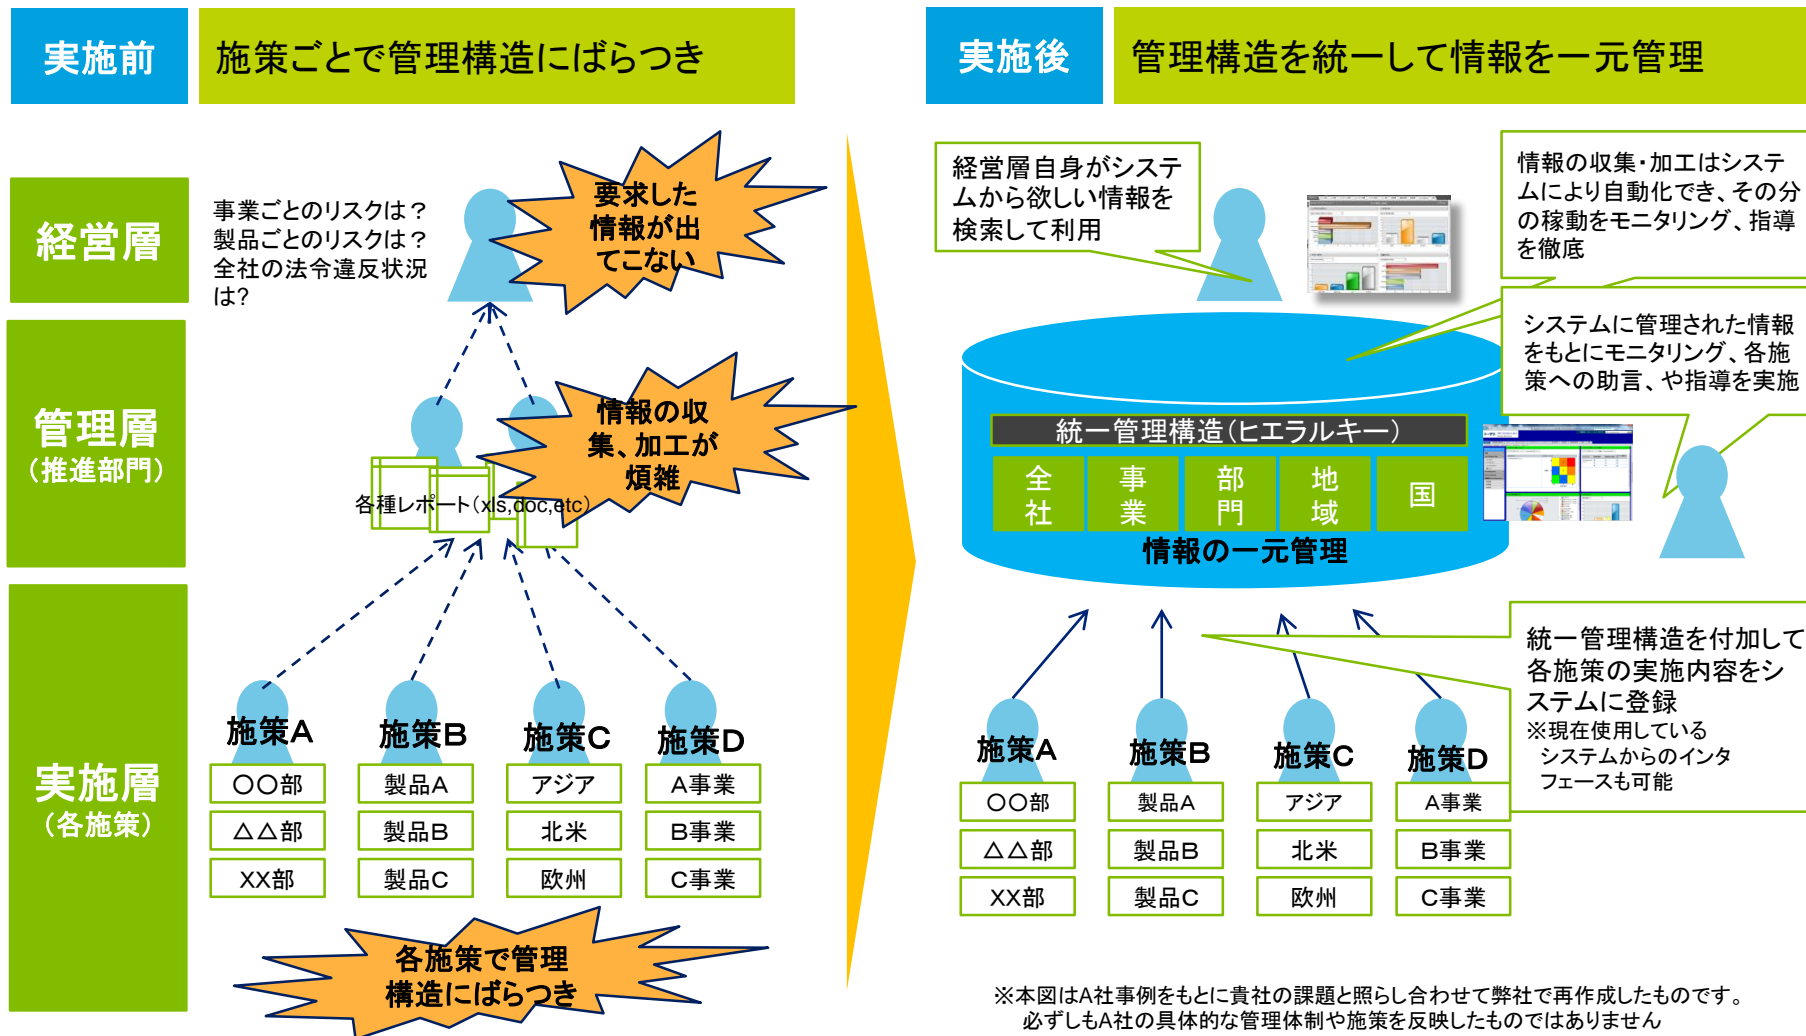 実施前
施策ごとで管理構造にばらつき
経営層
事業ごとのリスクは？
製品ごとのリスクは？
全社の法令違反状況
は?
要求した
情報が出
てこない
管理層
（推進部門）
情報の収
集、加工が
煩雑
各種レポート（xls,doc,etc）
実施層
（各施策）
施策A
施策B
施策C
施策D
〇〇部
製品A
アジア
A事業
△△部
製品B
北米
B事業
XX部
製品C
欧州
C事業
各施策で管理
構造にばらつき
実施後
管理構造を統一して情報を一元管理
経営層自身がシステ
ムから欲しい情報を
検索して利用
情報の収集・加工はシステ
ムにより自動化でき、その分
の稼動をモニタリング、指導
を徹底
システムに管理された情報
をもとにモニタリング、各施
策への助言、や指導を実施
統一管理構造（ヒエラルキー）
全社
事業
部門
地域
国
情報の一元管理
統一管理構造を付加して
各施策の実施内容をシ
ステムに登録
※現在使用している
システムからのインタ
フェースも可能
施策A
施策B
施策C
施策D
〇〇部
製品A
アジア
A事業
△△部
製品B
北米
B事業
XX部
製品C
欧州
C事業
※本図はA社事例をもとに貴社の課題と照らし合わせて弊社で再作成したものです。
必ずしもA社の具体的な管理体制や施策を反映したものではありません